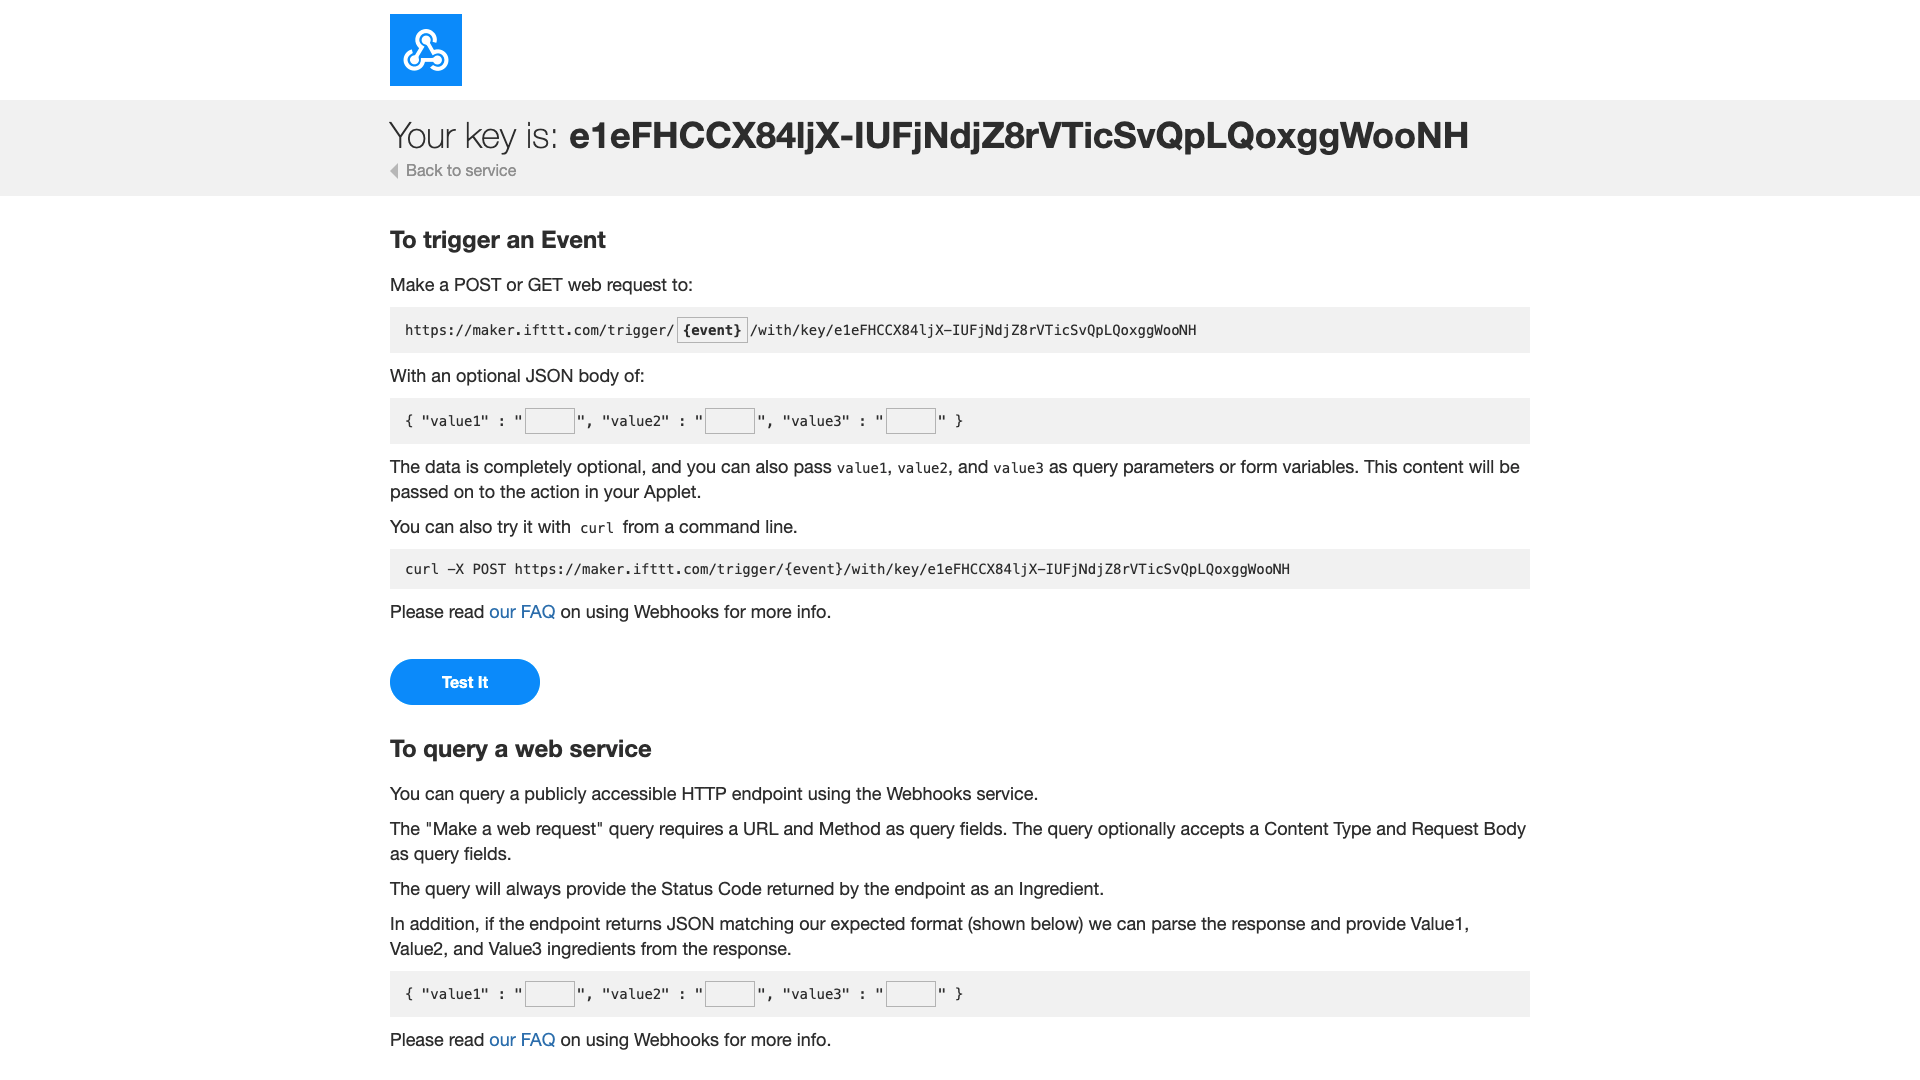 Your key is: e1eFHCCX84ljX-IUFjNdjZ8rVTicSvQpLQoxggWooNH
Back to service
To trigger an Event
Make a POST or GET web request to:
https://maker.ifttt.com/trigger/ {event} /with/key/e1eFHCCX84ljX-IUFjNdjZ8rVTicSvQpLQoxggWooNH
With an optional JSON body of:
{ "value1" : "", "value2" : "", "value3" : "" }
The data is completely optional, and you can also pass value1, value2, and value3 as query parameters or form variables. This content will be
passed on to the action in your Applet.
You can also try it with curl from a command line.
curl -X POST https://maker.ifttt.com/trigger/{event}/with/key/e1eFHCCX84ljX-IUFjNdjZ8rVTicSvQpLQoxggWooNH
Please read our FAQ on using Webhooks for more info.
Test It
To query a web service
You can query a publicly accessible HTTP endpoint using the Webhooks service.
The "Make a web request" query requires a URL and Method as query fields. The query optionally accepts a Content Type and Request Body
as query fields.
The query will always provide the Status Code returned by the endpoint as an Ingredient.
In addition, if the endpoint returns JSON matching our expected format (shown below) we can parse the response and provide Value1,
Value2, and Value3 ingredients from the response.
{ "value1" : "", "value2" : "", "value3" : "" }
Please read our FAQ on using Webhooks for more info.